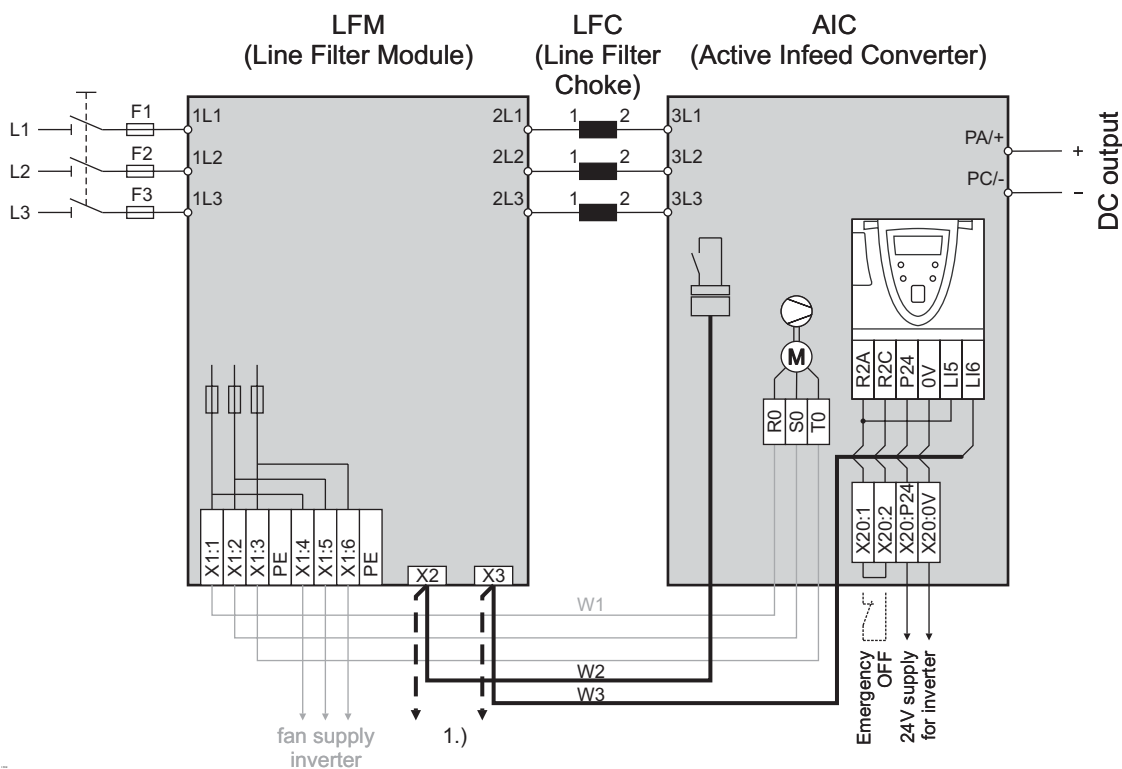 LFM
(Line Filter Module)
LFC
(Line Filter
Choke)
AIC
(Active Infeed Converter)
L1
F1
1L1
2L1
1
2
3L1
L2
F2
1L2
2L2
1
2
3L2
L3
F3
1L3
2L3
1
2
3L3
PA/+
+
PC/-
-
DC output
M
R0
S0
T0
R2A
R2C
P24
0V
LI5
LI6
X20:1
X20:2
X20:P24
X20:0V
X1:1
X1:2
X1:3
PE
X1:4
X1:5
X1:6
PE
X2
X3
W1
W2
W3
fan supply
inverter
1.)
Emergency
OFF
24V supply
for inverter